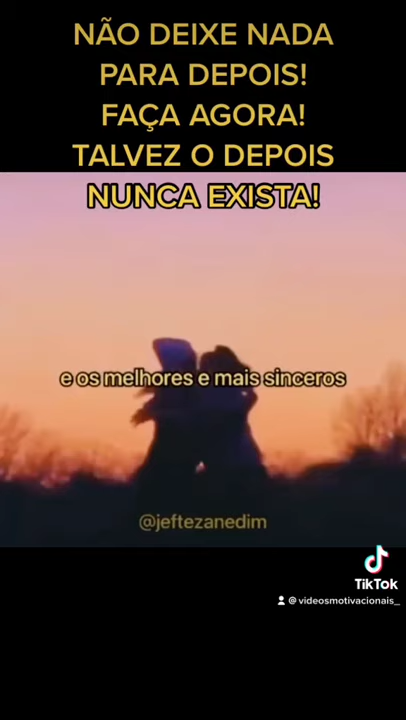 NÃO DEIXE NADA
PARA DEPOIS!
FAÇA AGORA!
TALVEZ O DEPOIS
NUNCA EXISTA!
e os melhores e mais sinceros
@jeftezanedim
TikTok
@videosmotivacionais_